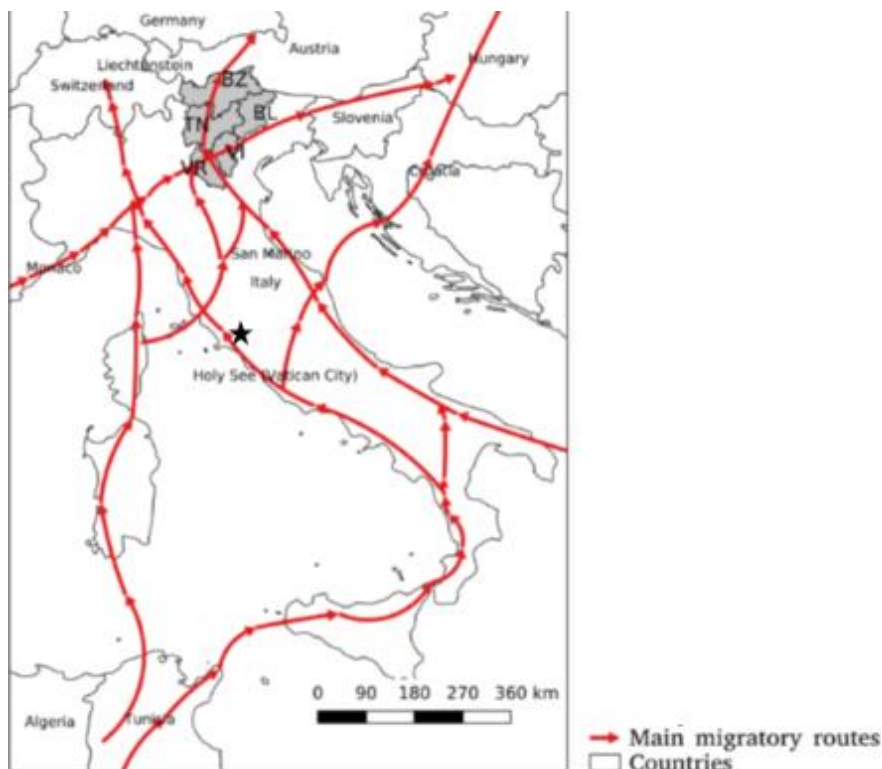 Germany
Austria
Liechtenstein
Switzerland
Hungary
BZ
BL
TN
Slovenia
VI
VR
Croatia
Monaco
San Marino
Italy
Holy See (Vatican City)
0 90 180 270 360 km
Algeria
Tunisia
Main migratory routes
Countries